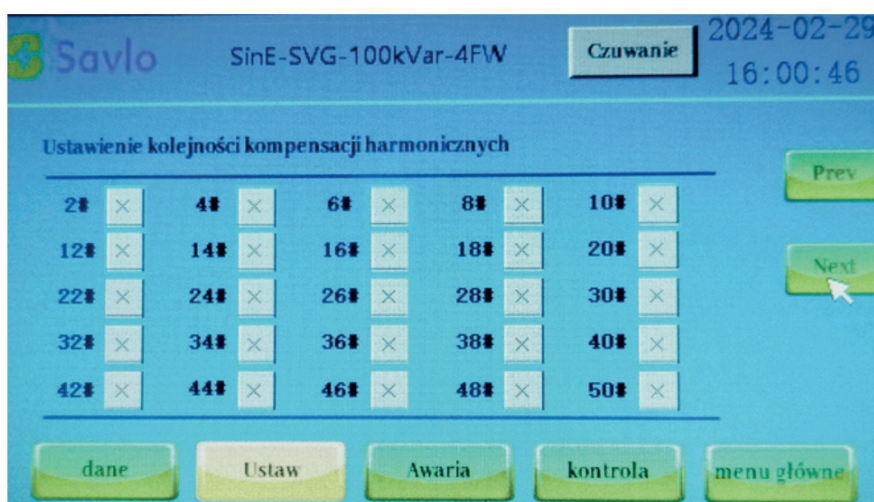 Savlo SinE-SVG-100kVar-4FW Czuwanie 2024-02-29
16:00:46
Ustawienie kolejności kompensacji harmonicznych
Prev
2# × 4# × 6# × 8# × 10# ×
12# × 14# × 16# × 18# × 20# ×
Next
22# × 24# × 26# × 28# × 30# ×
32# × 34# × 36# × 38# × 40# ×
42# × 44# × 46# × 48# × 50# ×
dane Ustaw Awaria kontrola menu główne